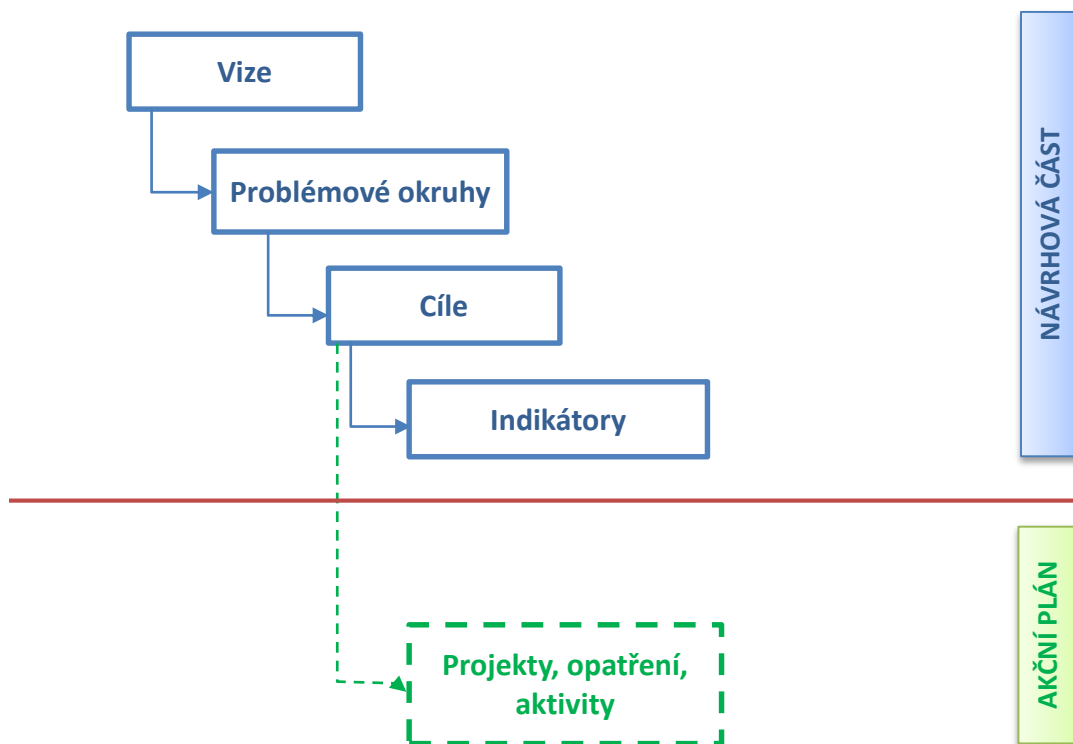 Vize
Problémové okruhy
Cíle
Indikátory
NÁVRHOVÁ ČÁST
Projekty, opatření,
aktivity
AKČNÍ PLÁN